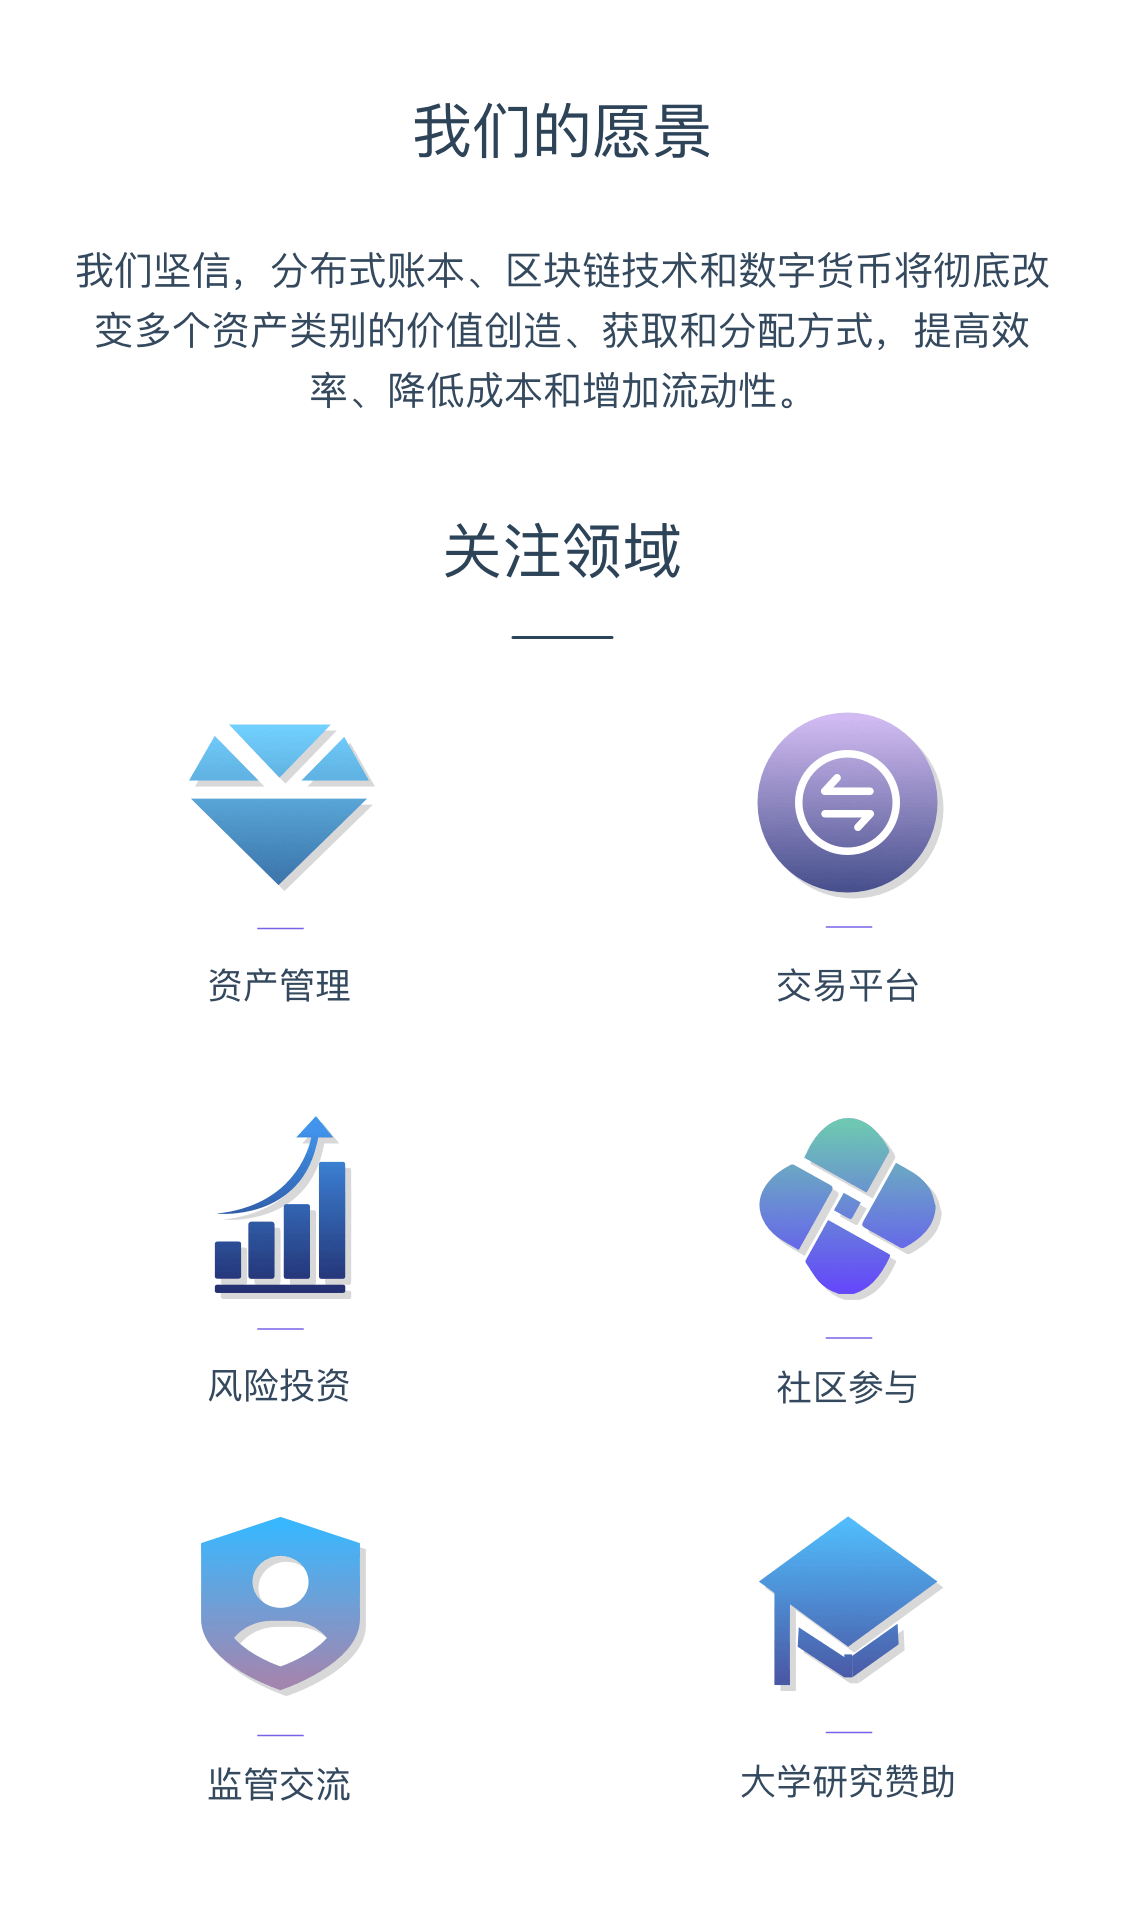 我们的愿景
我们坚信，分布式账本、区块链技术和数字货币将彻底改
变多个资产类别的价值创造、获取和分配方式，提高效
率、降低成本和增加流动性。
关注领域
资产管理
交易平台
风险投资
社区参与
监管交流
大学研究赞助